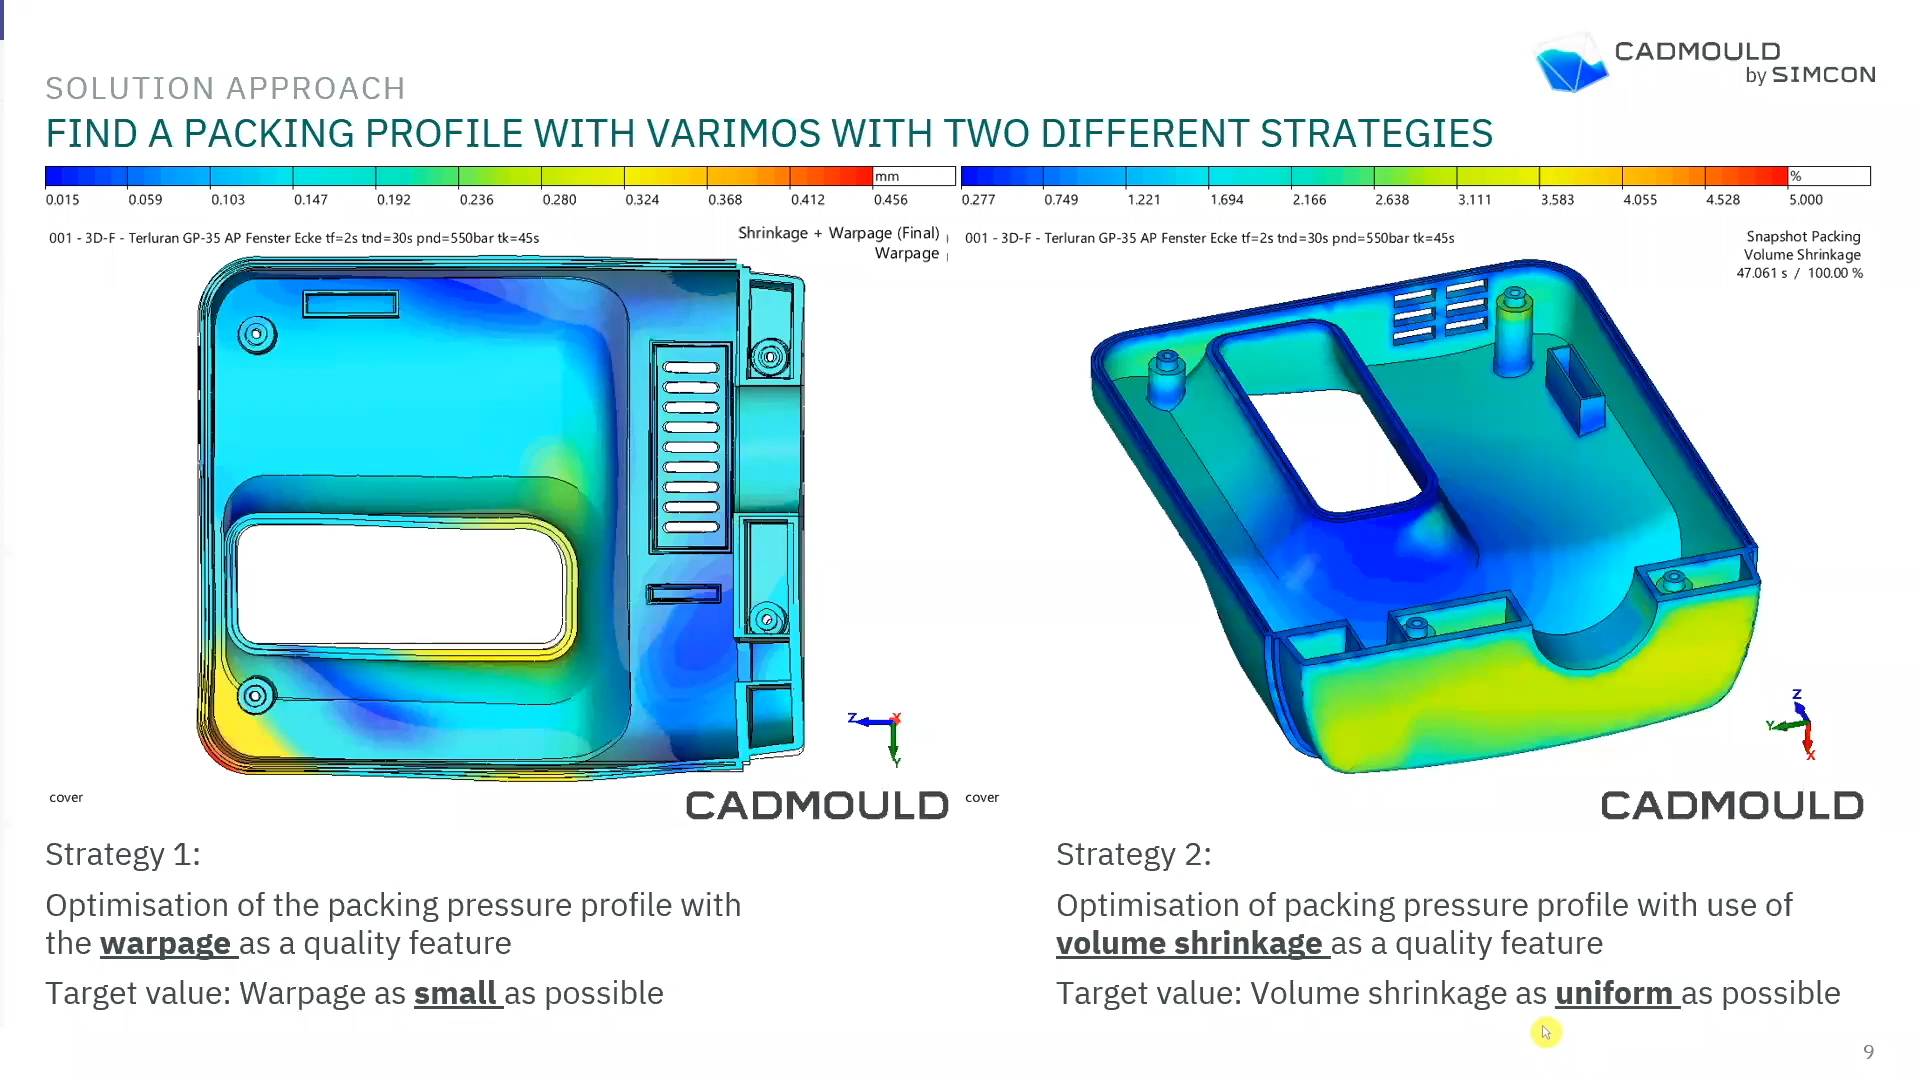 CADMOULD
by SIMCON
SOLUTION APPROACH
FIND A PACKING PROFILE WITH VARIMOS WITH TWO DIFFERENT STRATEGIES
mm
0.015 0.059 0.103 0.147 0.192 0.236 0.280 0.324 0.368 0.412 0.456
001 - 3D-F - Terluran GP-35 AP Fenster Ecke tf=2s tnd=30s pnd=550bar tk=45s
Shrinkage + Warpage (Final)
Warpage
Z X
Y
cover
CADMOULD
%
0.277 0.749 1.221 1.694 2.166 2.638 3.111 3.583 4.055 4.528 5.000
001 - 3D-F - Terluran GP-35 AP Fenster Ecke tf=2s tnd=30s pnd=550bar tk=45s
Snapshot Packing
Volume Shrinkage
47.061 s / 100.00 %
Z
Y
X
cover
CADMOULD
Strategy 1:
Optimisation of the packing pressure profile with
the warpage as a quality feature
Target value: Warpage as small as possible
Strategy 2:
Optimisation of packing pressure profile with use of
volume shrinkage as a quality feature
Target value: Volume shrinkage as uniform as possible
9